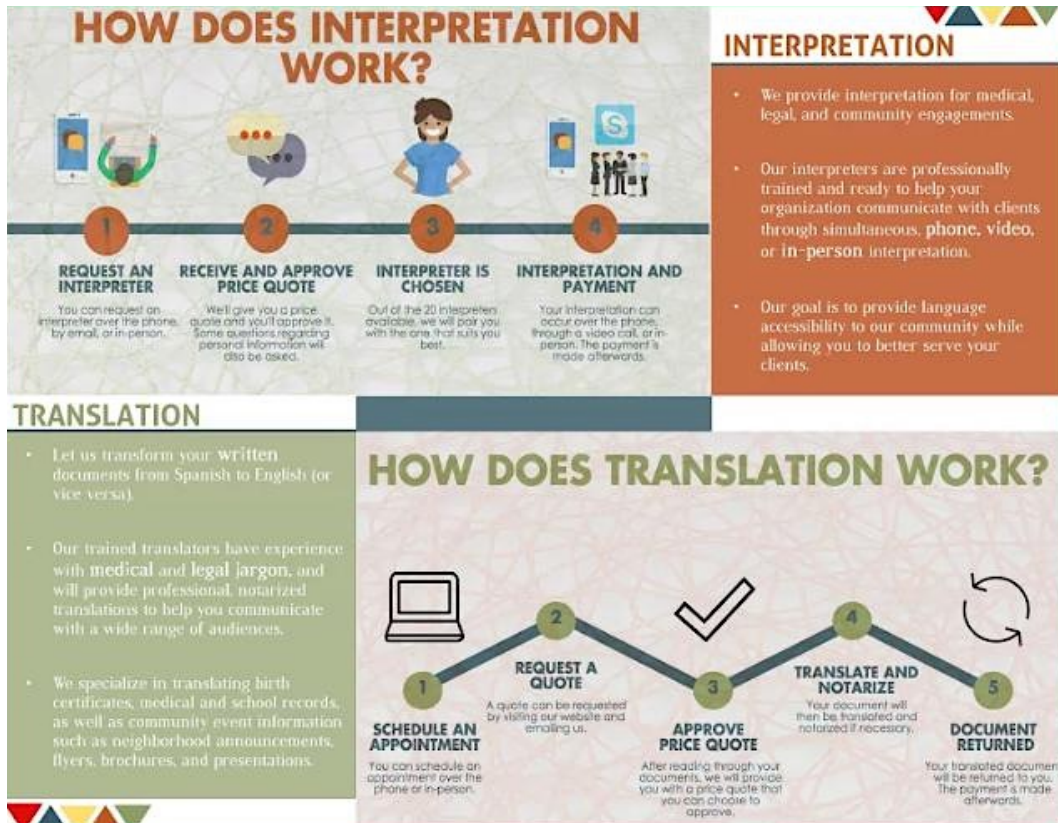 HOW DOES INTERPRETATION
WORK?
1
2
3
4
REQUEST AN
INTERPRETER
You can request an
interpreter over the phone,
by email, or in-person.
RECEIVE AND APPROVE
PRICE QUOTE
We'll give you a price
quote and you'll approve it.
Some questions regarding
personal information will
also be asked.
INTERPRETER IS
CHOSEN
Out of the 20 interpreters
available, we will pair you
with the one that suits you
best.
S
INTERPRETATION AND
PAYMENT
Your interpretation can
occur over the phone,
through a video call, or in-
person. The payment is
made afterwards.
INTERPRETATION
• We provide interpretation for medical,
legal, and community engagements.
• Our interpreters are professionally
trained and ready to help your
organization communicate with clients
through simultaneous, phone, video,
or in-person interpretation.
• Our goal is to provide language
accessibility to our community while
allowing you to better serve your
clients.
TRANSLATION
• Let us transform your written
documents from Spanish to English (or
vice versa).
• Our trained translators have experience
with medical and legal jargon, and
will provide professional, notarized
translations to help you communicate
with a wide range of audiences.
• We specialize in translating birth
certificates, medical and school records,
as well as community event information
such as neighborhood announcements,
flyers, brochures, and presentations.
HOW DOES TRANSLATION WORK?
1
SCHEDULE AN
APPOINTMENT
You can schedule an
appointment over the
phone or in-person.
2
REQUEST A
QUOTE
A quote can be requested
by visiting our website and
emailing us.
3
APPROVE
PRICE QUOTE
After reading through your
documents, we will provide
you with a price quote that
you can choose to
approve.
4
TRANSLATE AND
NOTARIZE
Your document will
then be translated and
notarized if necessary.
5
DOCUMENT
RETURNED
Your translated document
will be returned to you.
The payment is made
afterwards.